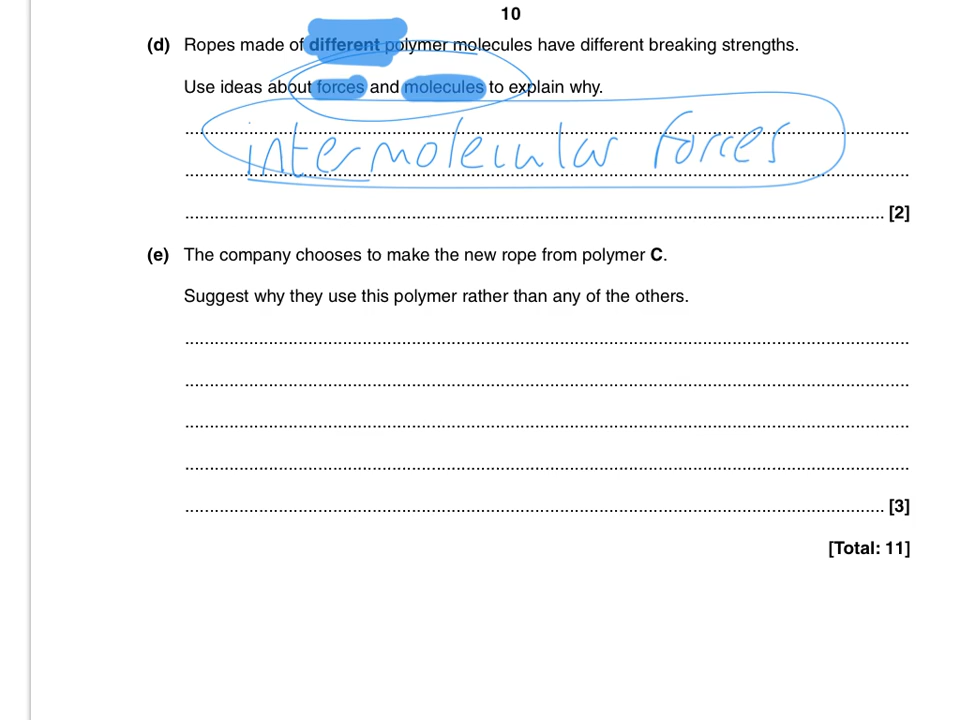 10
(d) Ropes made of different polymer molecules have different breaking strengths.
Use ideas about forces and molecules to explain why.
intermolecular forces
[2]
(e) The company chooses to make the new rope from polymer C.
Suggest why they use this polymer rather than any of the others.
[3]
[Total: 11]